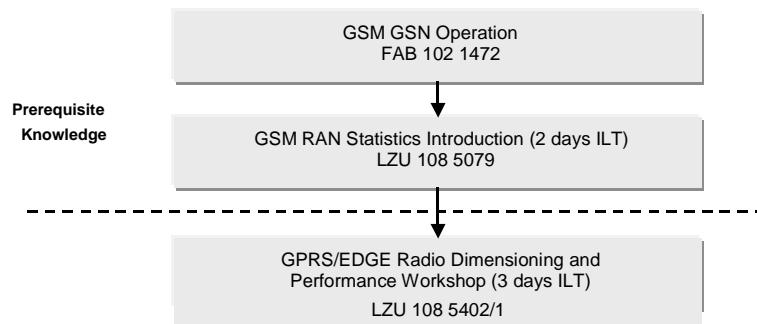 GSM GSN Operation
FAB 102 1472
Prerequisite
Knowledge
GSM RAN Statistics Introduction (2 days ILT)
LZU 108 5079
GPRS/EDGE Radio Dimensioning and
Performance Workshop (3 days ILT)
LZU 108 5402/1